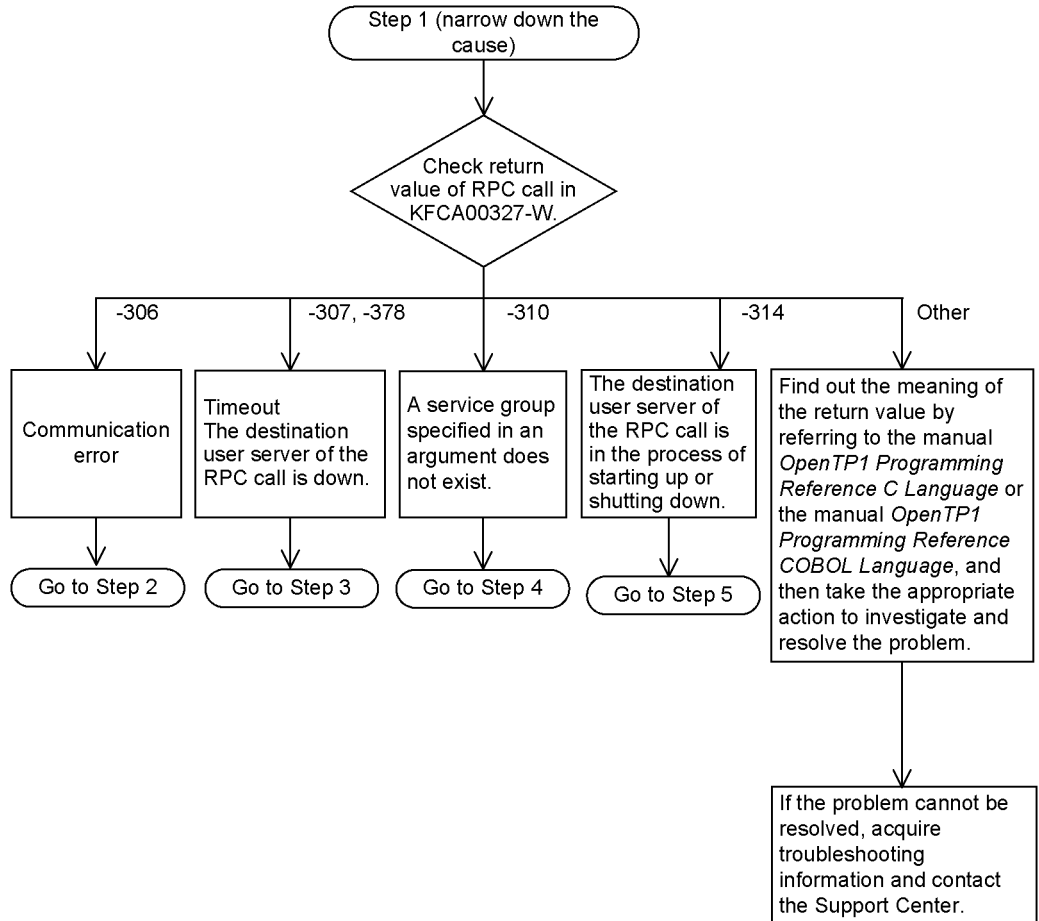 Step 1 (narrow down the
cause)
Check return
value of RPC call in
KFCA00327-W.
-306
-307, -378
-310
-314
Other
Communication
error
Timeout
The destination
user server of the
RPC call is down.
A service group
specified in an
argument does
not exist.
The destination
user server of
the RPC call is
in the process of
starting up or
shutting down.
Find out the meaning of
the return value by
referring to the manual
OpenTP1 Programming
Reference C Language or
the manual OpenTP1
Programming Reference
COBOL Language, and
then take the appropriate
action to investigate and
resolve the problem.
Go to Step 2
Go to Step 3
Go to Step 4
Go to Step 5
If the problem cannot be
resolved, acquire
troubleshooting
information and contact
the Support Center.